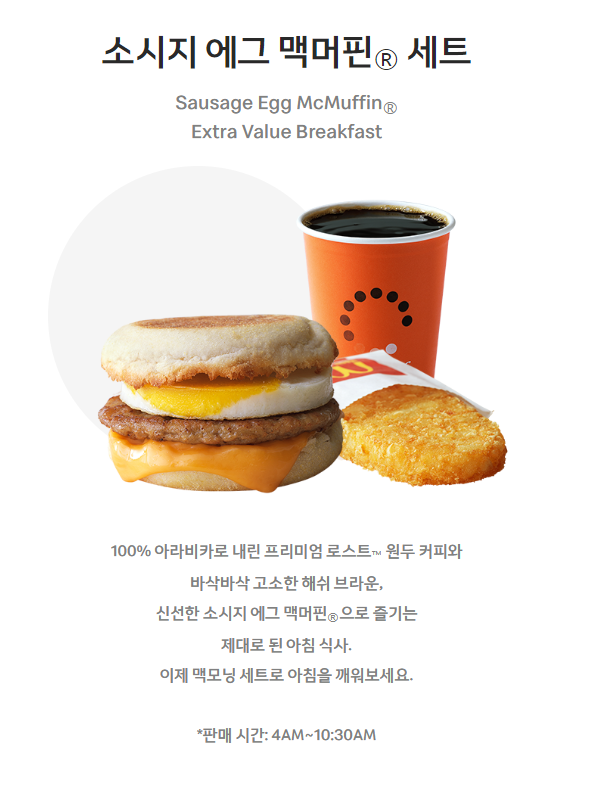 소시지 에그 맥머핀® 세트
Sausage Egg McMuffin®
Extra Value Breakfast
100% 아라비카로 내린 프리미엄 로스트™ 원두 커피와
바삭바삭 고소한 해쉬 브라운,
신선한 소시지 에그 맥머핀®으로 즐기는
제대로 된 아침 식사.
이제 맥모닝 세트로 아침을 깨워보세요.
*판매 시간: 4AM~10:30AM